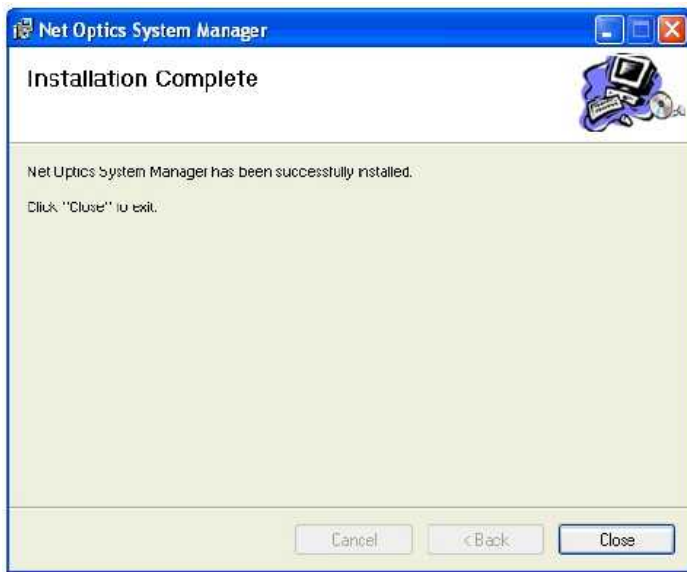 Net Optics System Manager
Installation Complete
Net Optics System Manager has been successfully installed.
Click "Close" to exit.
Cancel
< Back
Close